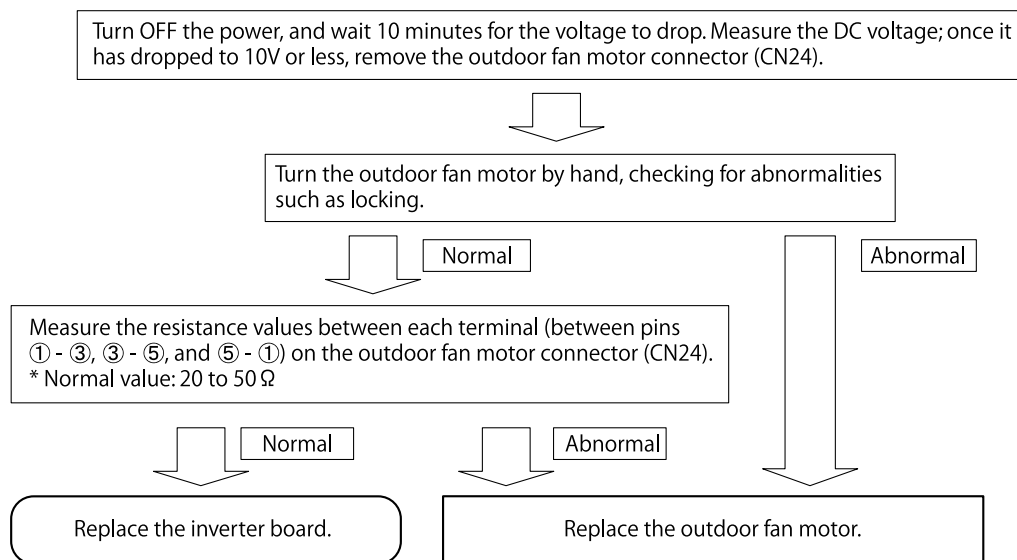 Turn OFF the power, and wait 10 minutes for the voltage to drop. Measure the DC voltage; once it
has dropped to 10V or less, remove the outdoor fan motor connector (CN24).
Turn the outdoor fan motor by hand, checking for abnormalities
such as locking.
Normal
Abnormal
Measure the resistance values between each terminal (between pins
① - ③, ③ - ⑤, and ⑤ - ①) on the outdoor fan motor connector (CN24).
* Normal value: 20 to 50 Ω
Normal
Abnormal
Replace the inverter board.
Replace the outdoor fan motor.